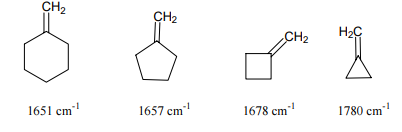 CH₂ CH₂ CH₂ H₂C
1651 cm⁻¹ 1657 cm⁻¹ 1678 cm⁻¹ 1780 cm⁻¹